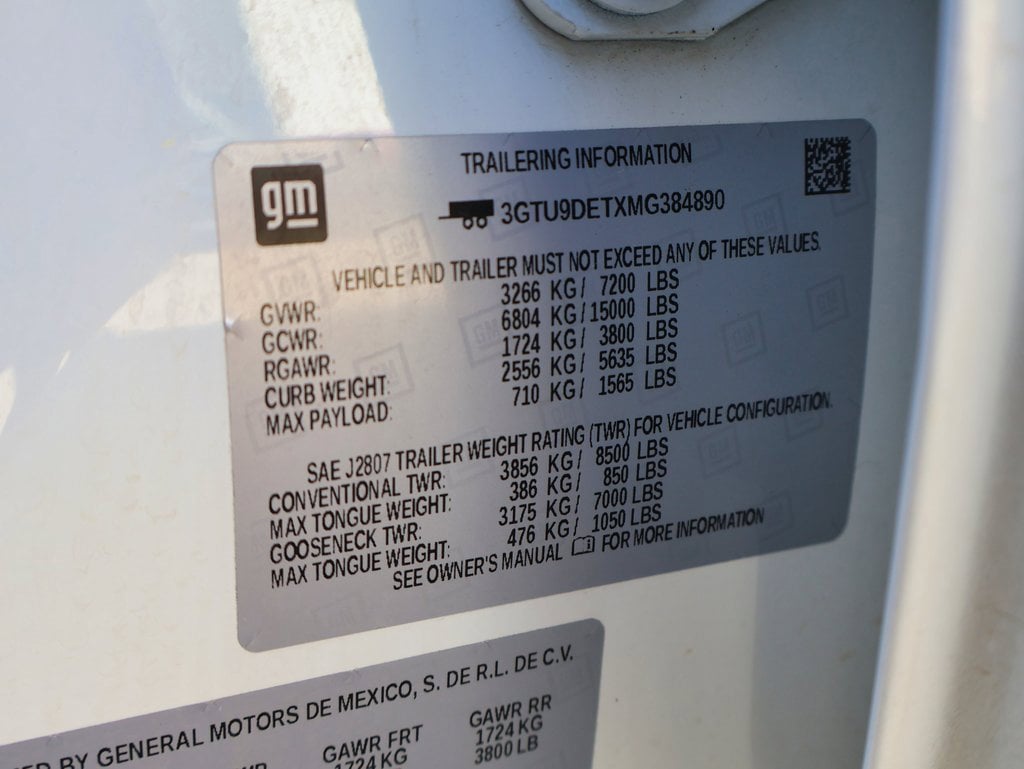 gm
TRAILERING INFORMATION
3GTU9DETXMG384890
VEHICLE AND TRAILER MUST NOT EXCEED ANY OF THESE VALUES.
GVWR: 3266 KG/ 7200 LBS
GCWR: 6804 KG/15000 LBS
RGAWR: 1724 KG/ 3800 LBS
CURB WEIGHT: 2556 KG/ 5635 LBS
MAX PAYLOAD: 710 KG/ 1565 LBS
SAE J2807 TRAILER WEIGHT RATING (TWR) FOR VEHICLE CONFIGURATION.
CONVENTIONAL TWR: 3856 KG/ 8500 LBS
MAX TONGUE WEIGHT: 386 KG/ 850 LBS
GOOSENECK TWR: 3175 KG/ 7000 LBS
MAX TONGUE WEIGHT: 476 KG/ 1050 LBS
SEE OWNER'S MANUAL FOR MORE INFORMATION
BY GENERAL MOTORS DE MEXICO, S. DE R.L. DE C.V.
GAWR FRT GAWR RR
1724 KG 1724 KG
3800 LB